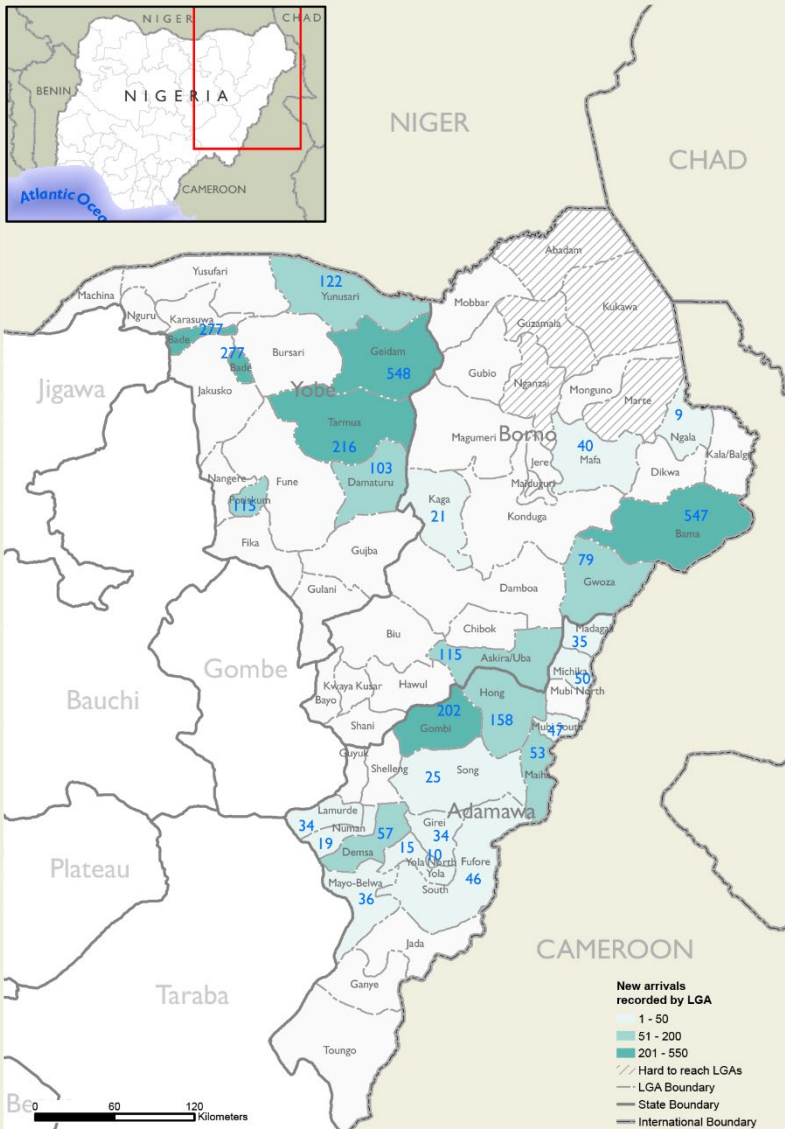 NIGER
CHAD
BENIN
NIGERIA
CAMEROON
Atlantic Ocea
NIGER
CHAD
Abadam
Yusufari
122
Yunusari
Machina
Mobbar
Kukawa
Nguru
Karasuwa
Guzamala
277
Bade
277
Bade
Bursari
Geidam
548
Gubio
Nganzai
Monguno
Marte
Jigawa
Jakusko
Yobe
9
Tarmua
Magumeri
Borno
Ngala
216
40
Mafa
Jere
Kala/Balge
103
Damaturu
Maiduguri
Dikwa
Nangere
Fune
Kaga
Potiskum
115
21
Konduga
547
Bama
Fika
Gujba
79
Gwoza
Gulani
Damboa
Chibok
Madagali
Biu
35
115
Askira/Uba
Michika
Gombe
50
Kwaya Kusar
Hawul
Hong
Mubi North
Bayo
Bauchi
202
158
Shani
Gombi
Mubi South
47
Guyuk
53
Shelleng
25
Song
Maiha
Lamurde
Adamawa
34
Numan
57
Girei
34
19
15
10
Demsa
Yola North
Fufore
Plateau
Yola
South
46
Mayo-Belwa
36
Jada
CAMEROON
Ganye
Taraba
New arrivals
recorded by LGA
1 - 50
51 - 200
201 - 550
Hard to reach LGAs
LGA Boundary
State Boundary
International Boundary
Toungo
0 60 120
Kilometers